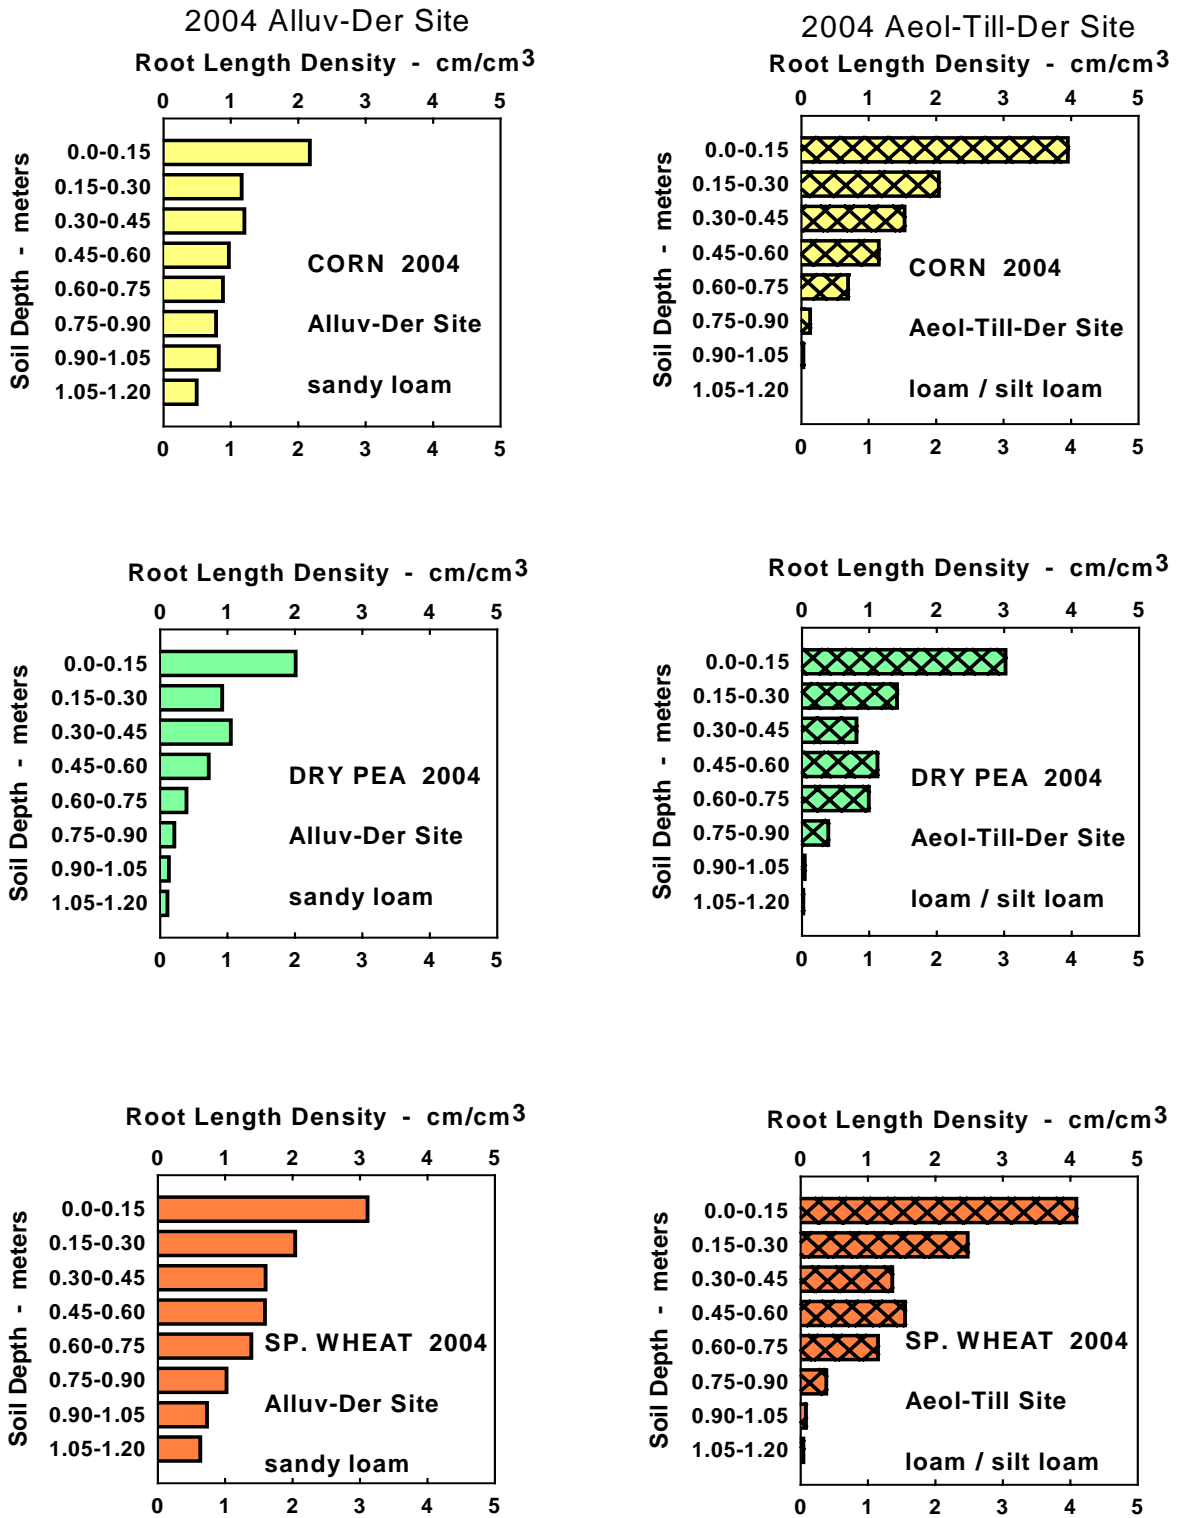 2004 Alluv-Der Site
Root Length Density - cm/cm3
0 1 2 3 4 5
Soil Depth - meters
0.0-0.15
0.15-0.30
0.30-0.45
0.45-0.60
0.60-0.75
0.75-0.90
0.90-1.05
1.05-1.20
CORN 2004
Alluv-Der Site
sandy loam
0 1 2 3 4 5
2004 Aeol-Till-Der Site
Root Length Density - cm/cm3
0 1 2 3 4 5
Soil Depth - meters
0.0-0.15
0.15-0.30
0.30-0.45
0.45-0.60
0.60-0.75
0.75-0.90
0.90-1.05
1.05-1.20
CORN 2004
Aeol-Till-Der Site
loam / silt loam
0 1 2 3 4 5
Root Length Density - cm/cm3
0 1 2 3 4 5
Soil Depth - meters
0.0-0.15
0.15-0.30
0.30-0.45
0.45-0.60
0.60-0.75
0.75-0.90
0.90-1.05
1.05-1.20
DRY PEA 2004
Alluv-Der Site
sandy loam
0 1 2 3 4 5
Root Length Density - cm/cm3
0 1 2 3 4 5
Soil Depth - meters
0.0-0.15
0.15-0.30
0.30-0.45
0.45-0.60
0.60-0.75
0.75-0.90
0.90-1.05
1.05-1.20
DRY PEA 2004
Aeol-Till-Der Site
loam / silt loam
0 1 2 3 4 5
Root Length Density - cm/cm3
0 1 2 3 4 5
Soil Depth - meters
0.0-0.15
0.15-0.30
0.30-0.45
0.45-0.60
0.60-0.75
0.75-0.90
0.90-1.05
1.05-1.20
SP. WHEAT 2004
Alluv-Der Site
sandy loam
0 1 2 3 4 5
Root Length Density - cm/cm3
0 1 2 3 4 5
Soil Depth - meters
0.0-0.15
0.15-0.30
0.30-0.45
0.45-0.60
0.60-0.75
0.75-0.90
0.90-1.05
1.05-1.20
SP. WHEAT 2004
Aeol-Till Site
loam / silt loam
0 1 2 3 4 5